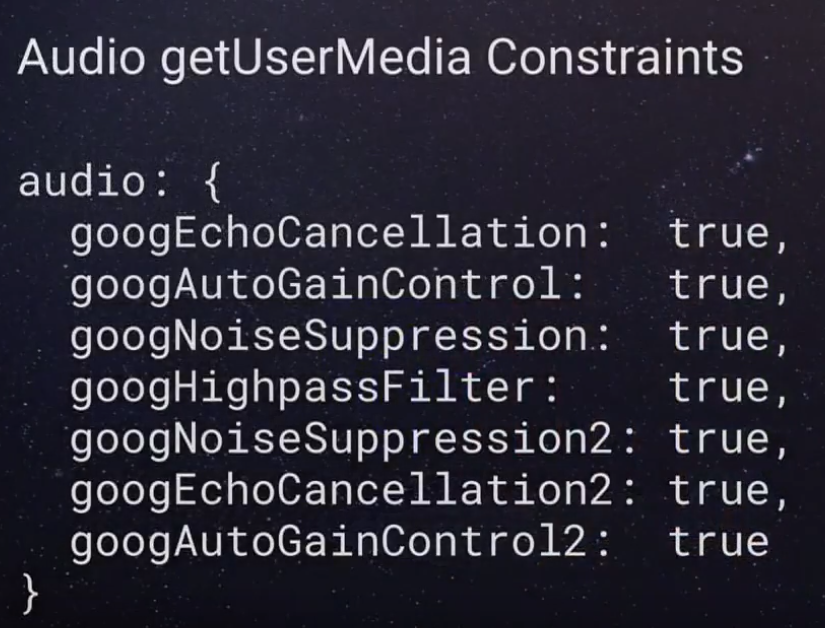 Audio getUserMedia Constraints
audio: {
googEchoCancellation: true,
googAutoGainControl: true,
googNoiseSuppression: true,
googHighpassFilter: true,
googNoiseSuppression2: true,
googEchoCancellation2: true,
googAutoGainControl2: true
}